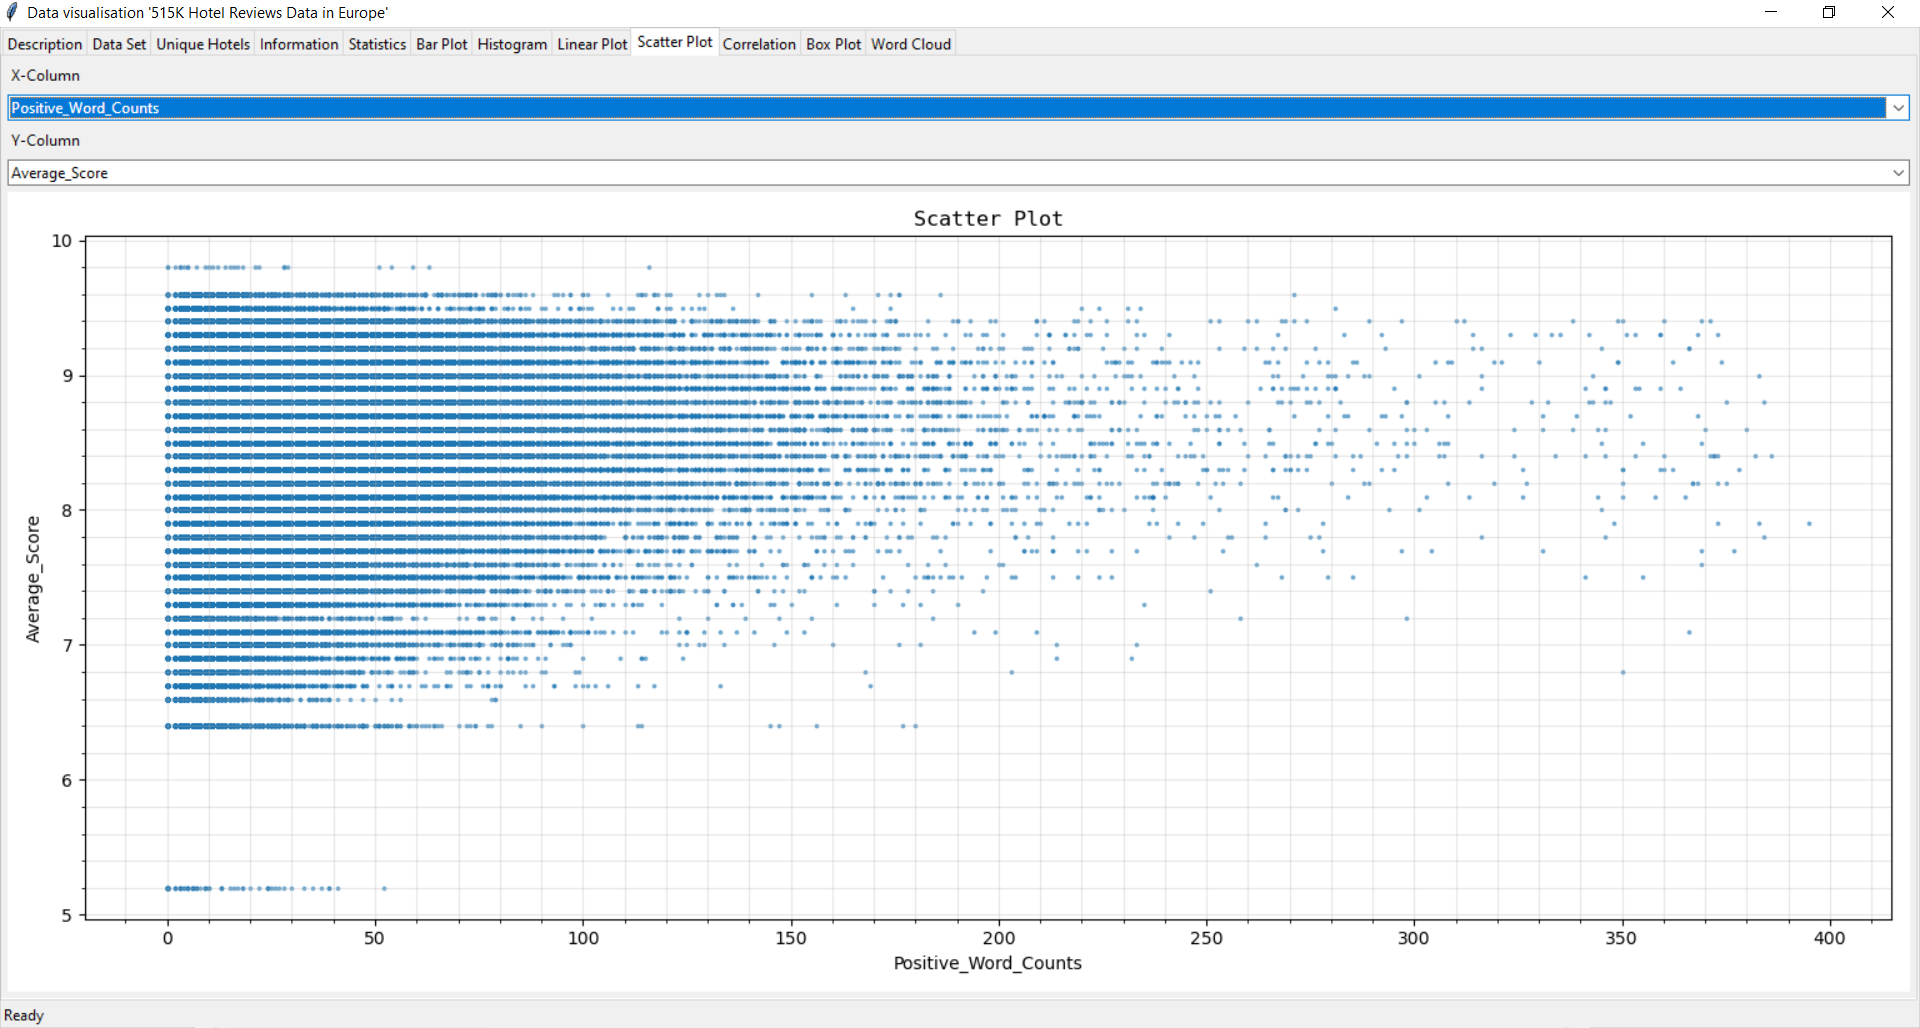 Data visualisation '515K Hotel Reviews Data in Europe'
Description Data Set Unique Hotels Information Statistics Bar Plot Histogram Linear Plot Scatter Plot Correlation Box Plot Word Cloud
X-Column
Positive_Word_Counts
Y-Column
Average_Score
Scatter Plot
10
9
8
7
6
5
Average_Score
0 50 100 150 200 250 300 350 400
Positive_Word_Counts
Ready